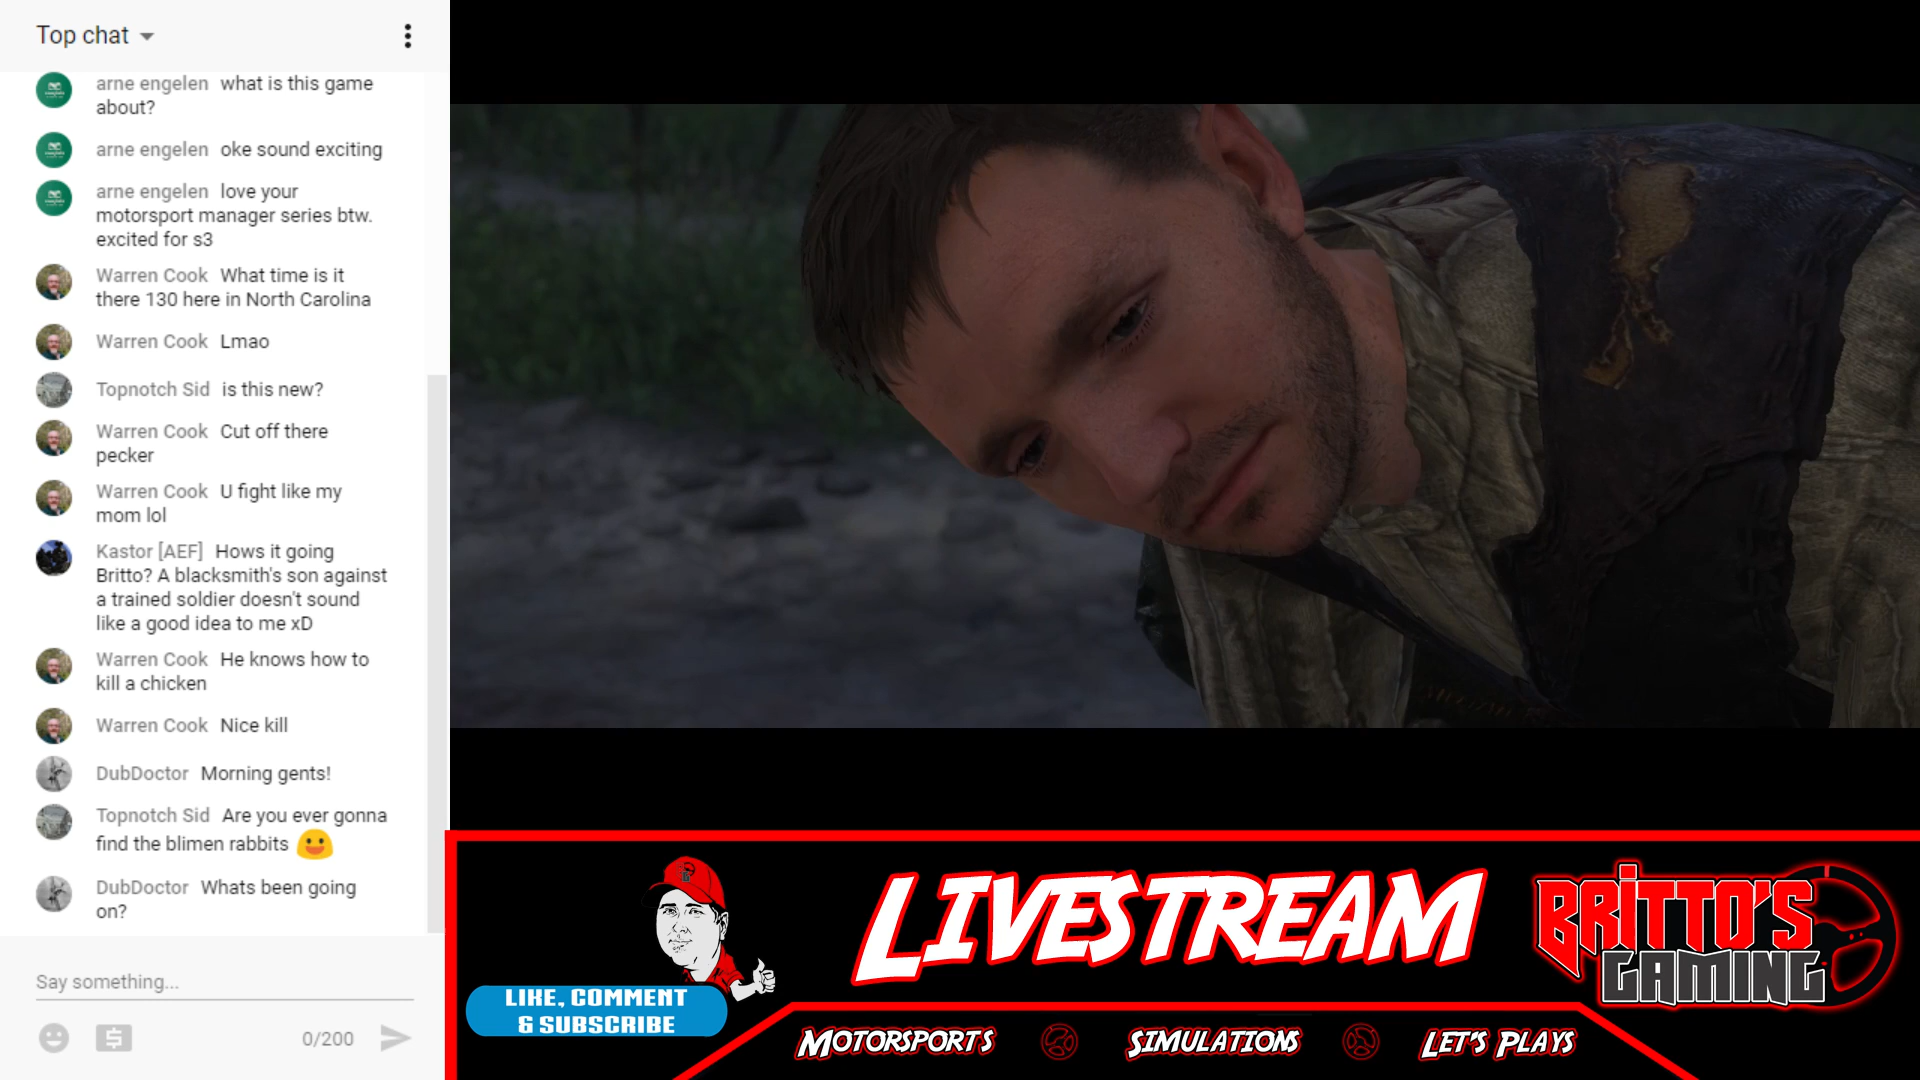 Top chat
arne engelen what is this game
about?
arne engelen oke sound exciting
arne engelen love your
motorsport manager series btw.
excited for s3
Warren Cook What time is it
there 130 here in North Carolina
Warren Cook Lmao
Topnotch Sid is this new?
Warren Cook Cut off there
pecker
Warren Cook U fight like my
mom lol
Kastor [AEF] Hows it going
Britto? A blacksmith's son against
a trained soldier doesn't sound
like a good idea to me xD
Warren Cook He knows how to
kill a chicken
Warren Cook Nice kill
DubDoctor Morning gents!
Topnotch Sid Are you ever gonna
find the blimen rabbits
DubDoctor Whats been going
on?
Say something...
0/200
LIKE, COMMENT
& SUBSCRIBE
LIVESTREAM
BRITTO'S
GAMING
MOTORSPORTS
SIMULATIONS
LET'S PLAYS